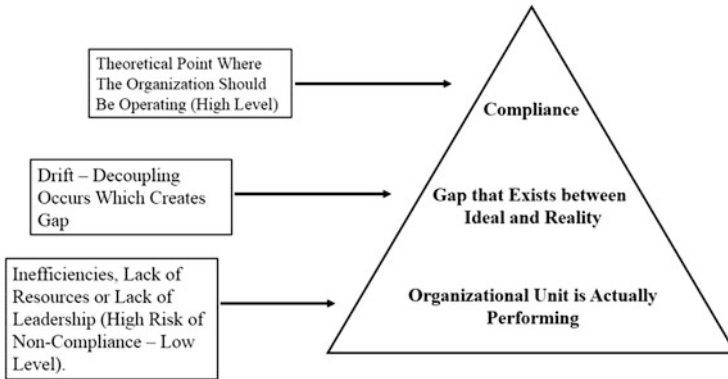 Theoretical Point Where
The Organization Should
Be Operating (High Level)
Compliance
Drift – Decoupling
Occurs Which Creates
Gap
Gap that Exists between
Ideal and Reality
Inefficiencies, Lack of
Resources or Lack of
Leadership (High Risk of
Non-Compliance – Low
Level).
Organizational Unit is Actually
Performing